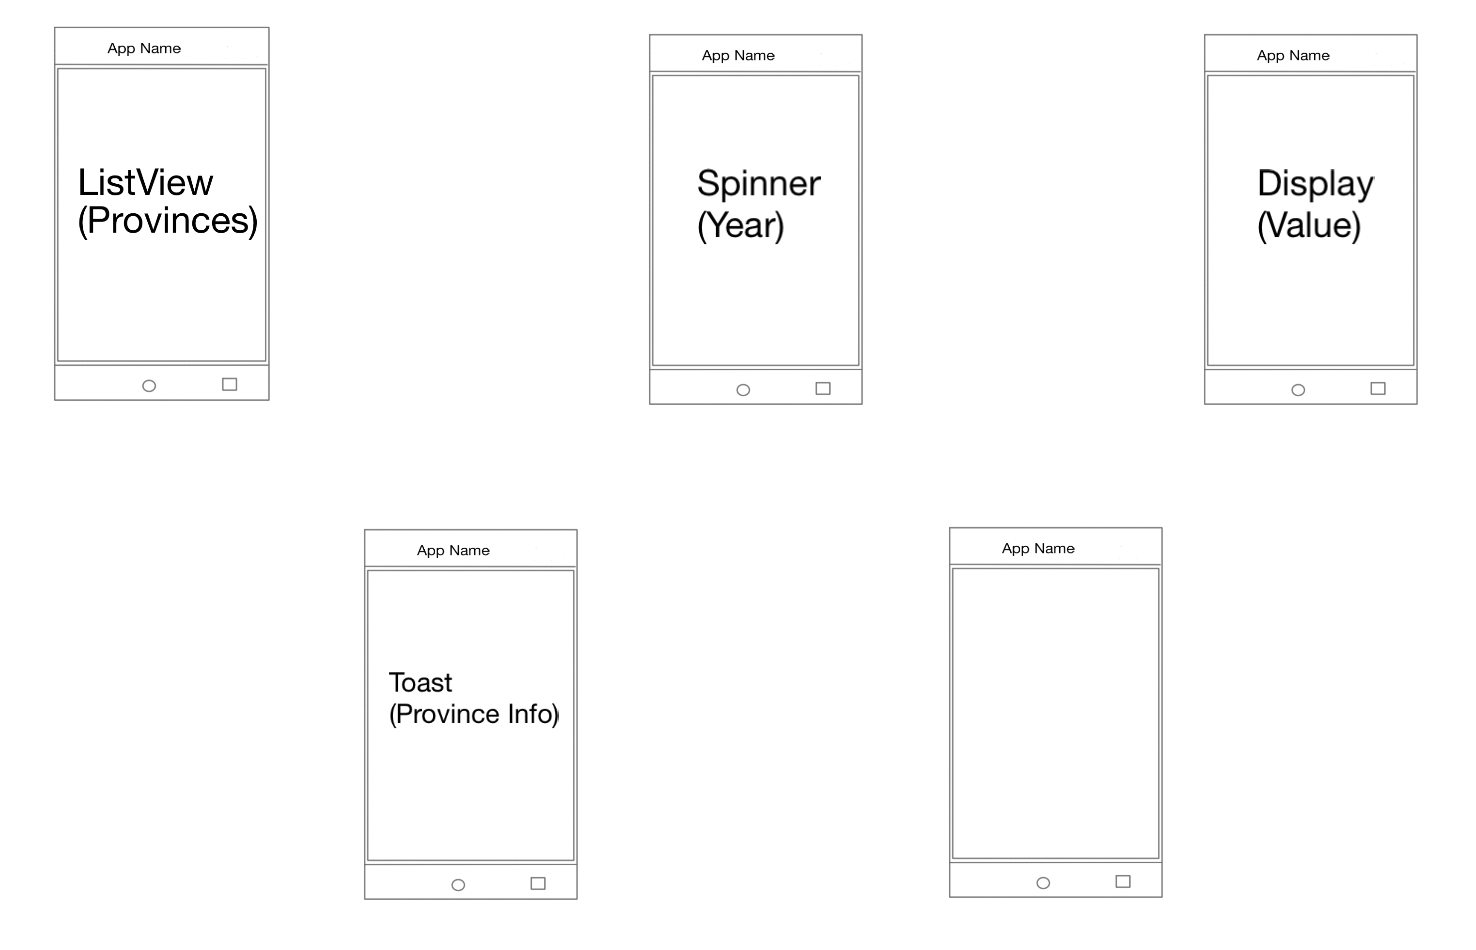 App Name
ListView
(Provinces)
App Name
Spinner
(Year)
App Name
Display
(Value)
App Name
Toast
(Province Info)
App Name